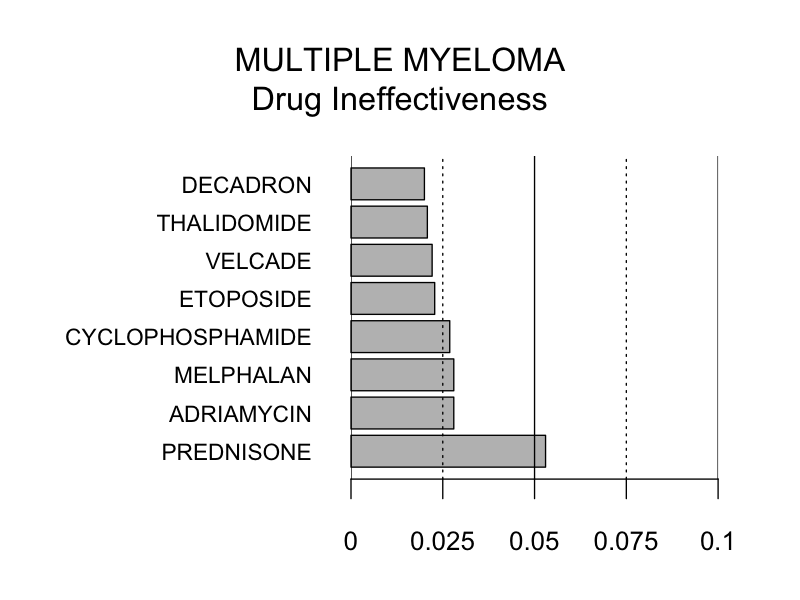 MULTIPLE MYELOMA
Drug Ineffectiveness
DECADRON
THALIDOMIDE
VELCADE
ETOPOSIDE
CYCLOPHOSPHAMIDE
MELPHALAN
ADRIAMYCIN
PREDNISONE
0 0.025 0.05 0.075 0.1